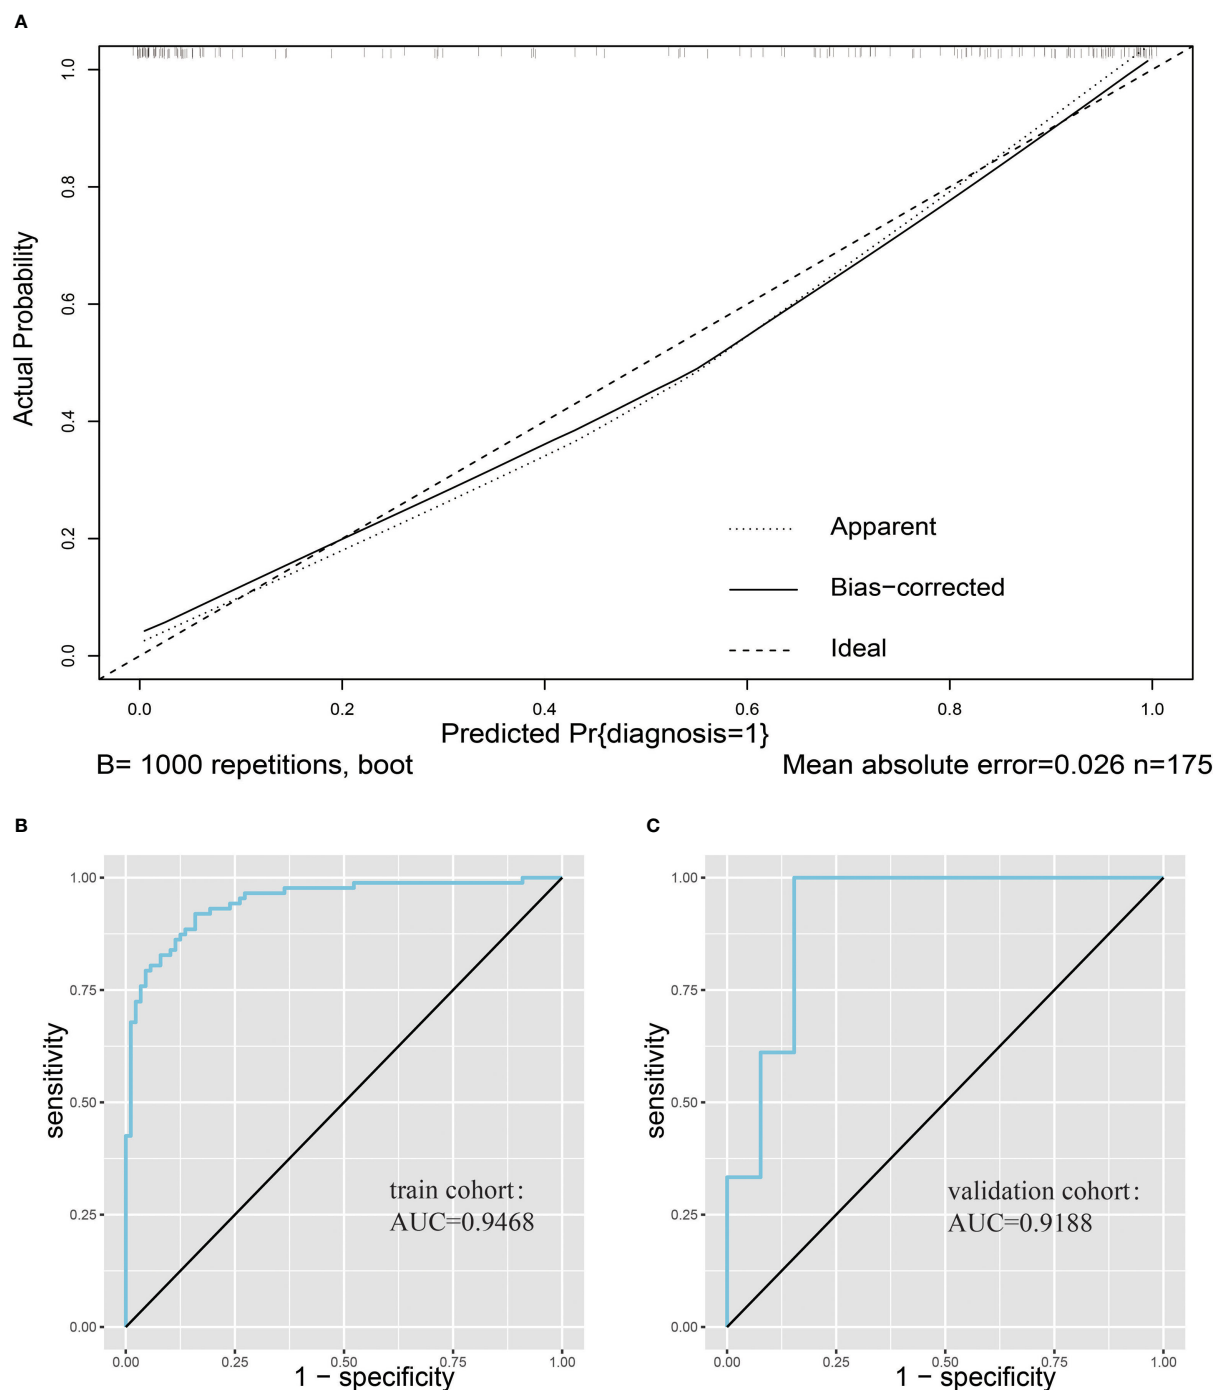 A
1.0
0.8
0.6
0.4
0.2
0.0
Actual Probability
Apparent
Bias−corrected
Ideal
0.0 0.2 0.4 0.6 0.8 1.0
Predicted Pr{diagnosis=1}
B= 1000 repetitions, boot
Mean absolute error=0.026 n=175
B
1.00
0.75
0.50
0.25
0.00
sensitivity
train cohort:
AUC=0.9468
0.00 0.25 0.50 0.75 1.00
1 − specificity
C
1.00
0.75
0.50
0.25
0.00
sensitivity
validation cohort:
AUC=0.9188
0.00 0.25 0.50 0.75 1.00
1 − specificity